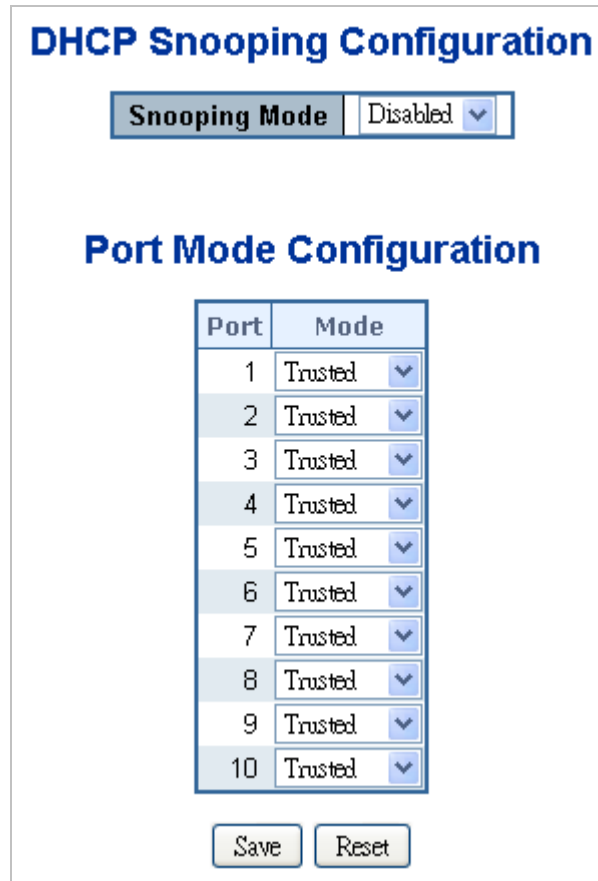 DHCP Snooping Configuration
Snooping Mode Disabled
Port Mode Configuration
Port Mode
1 Trusted
2 Trusted
3 Trusted
4 Trusted
5 Trusted
6 Trusted
7 Trusted
8 Trusted
9 Trusted
10 Trusted
Save Reset